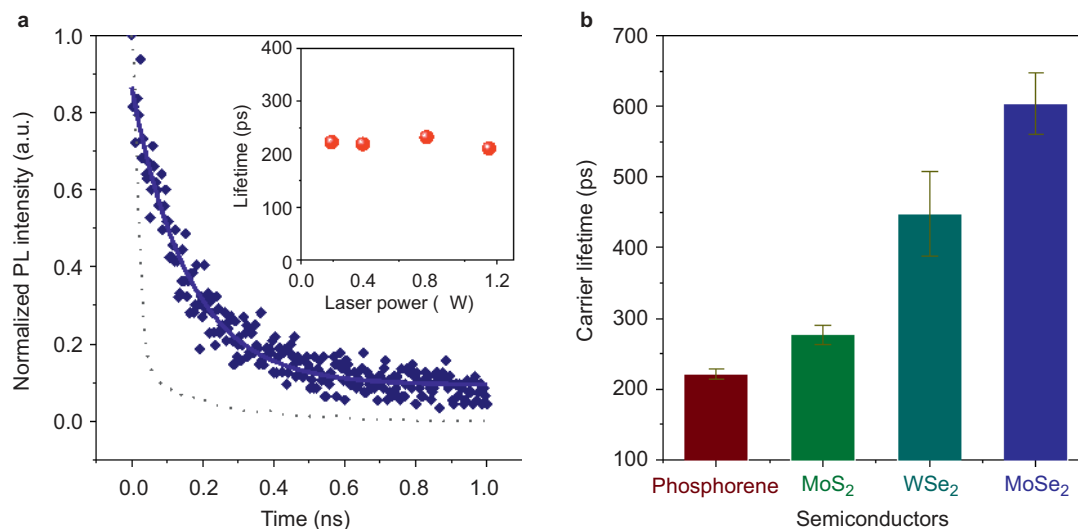 a
1.0
0.8
0.6
0.4
0.2
0.0
Normalized PL intensity (a.u.)
0.0 0.2 0.4 0.6 0.8 1.0
Time (ns)
400
300
200
100
0
Lifetime (ps)
0.0 0.4 0.8 1.2
Laser power ( W)
b
700
600
500
400
300
200
100
Carrier lifetime (ps)
Phosphorene MoS₂ WSe₂ MoSe₂
Semiconductors